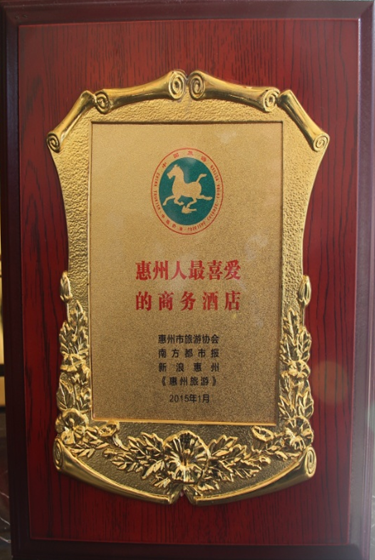 惠州人最喜爱
的商务酒店
惠州市旅游协会
南方都市报
新浪惠州
《惠州旅游》
2015年1月